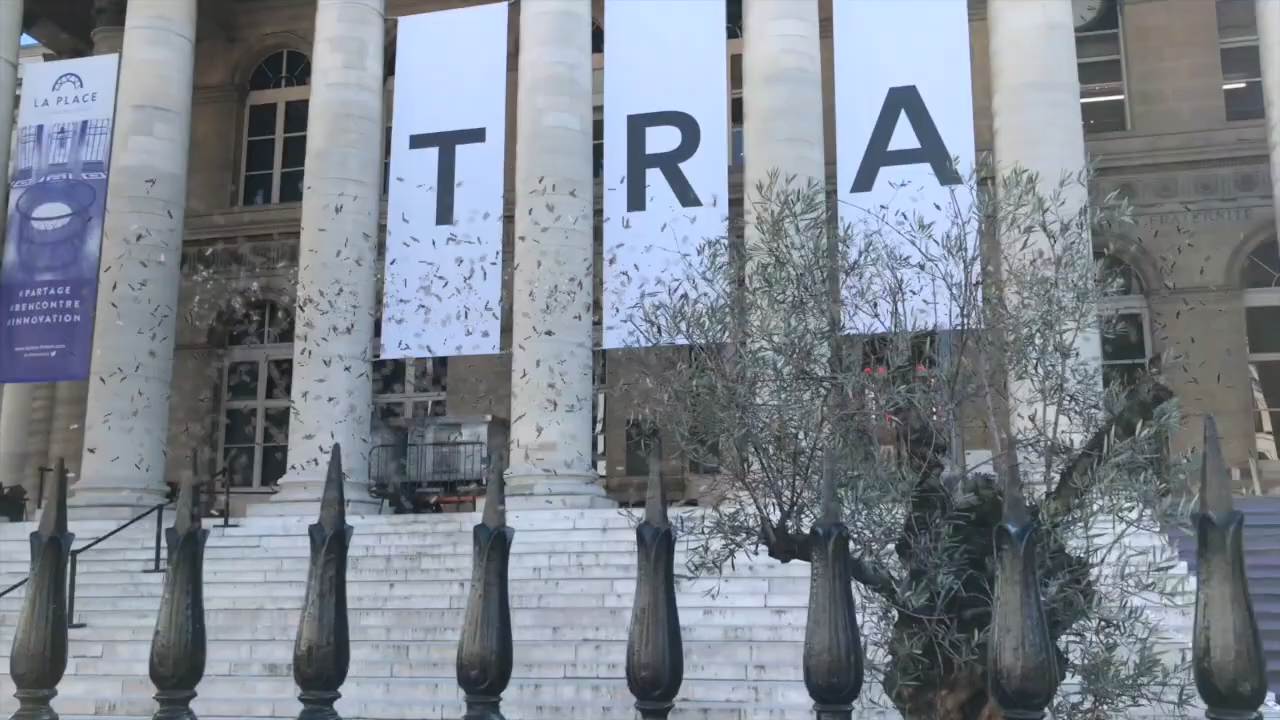 LA PLACE
#PARTAGE
#RENCONTRE
#INNOVATION
T R A
FRATERNITE